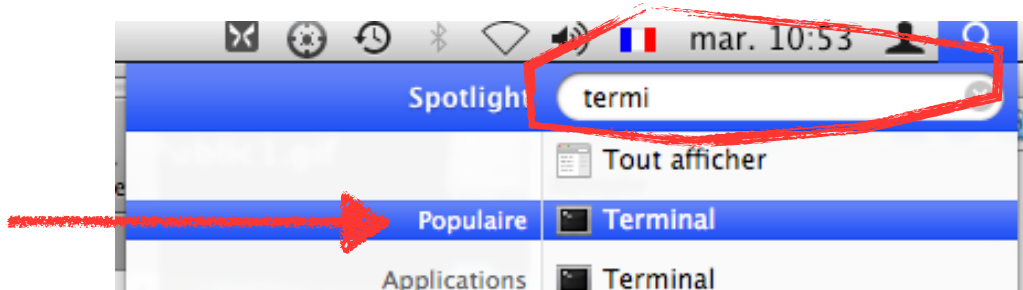 mar. 10:53
Spotlight termi
Tout afficher
Populaire Terminal
Applications Terminal